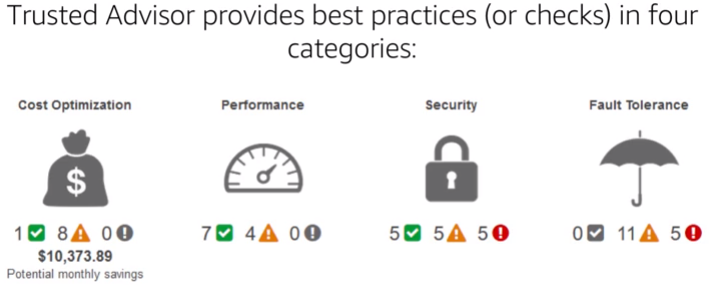 Trusted Advisor provides best practices (or checks) in four
categories:
Cost Optimization Performance Security Fault Tolerance
$
1 8 0 7 4 0 5 5 5 0 11 5
$10,373.89
Potential monthly savings